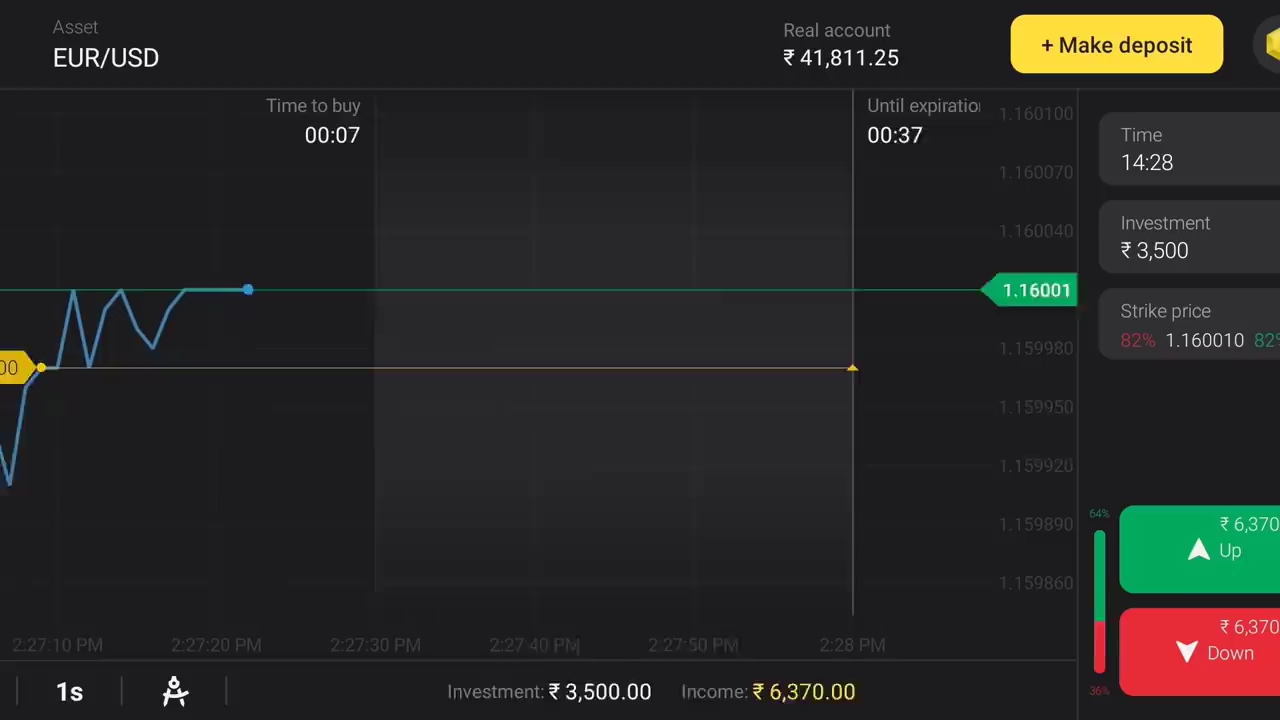 Asset
EUR/USD
Real account
₹ 41,811.25
+ Make deposit
Time to buy
00:07
Until expiratio
00:37
1.160100
1.160070
1.160040
1.16001
1.159980
1.159950
1.159920
1.159890
1.159860
00
Time
14:28
Investment
₹ 3,500
Strike price
82% 1.160010 82%
64%
₹ 6,370
Up
₹ 6,370
Down
36%
2:27:10 PM 2:27:20 PM 2:27:30 PM 2:27:40 PM 2:27:50 PM 2:28 PM
1s
Investment: ₹ 3,500.00 Income: ₹ 6,370.00